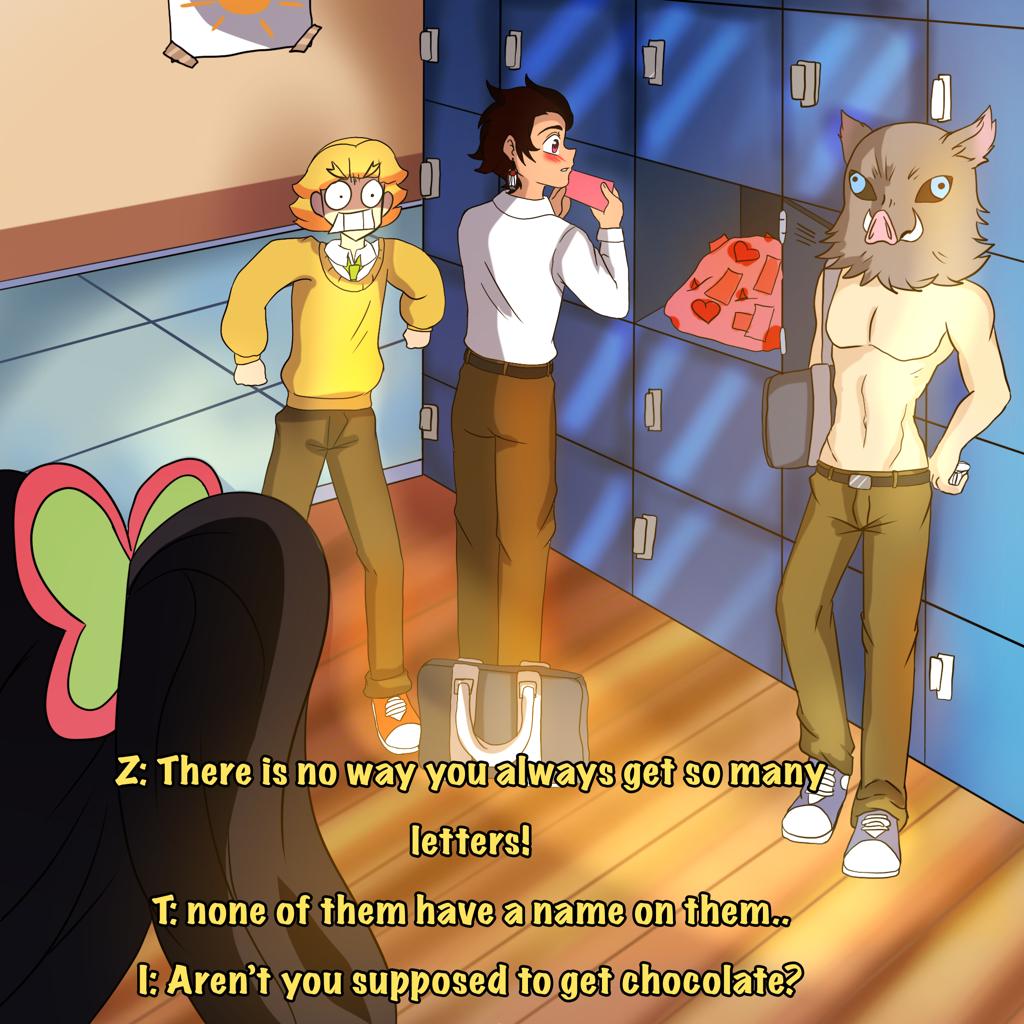 Z: There is no way you always get so many
letters!
T: none of them have a name on them..
I: Aren't you supposed to get chocolate?